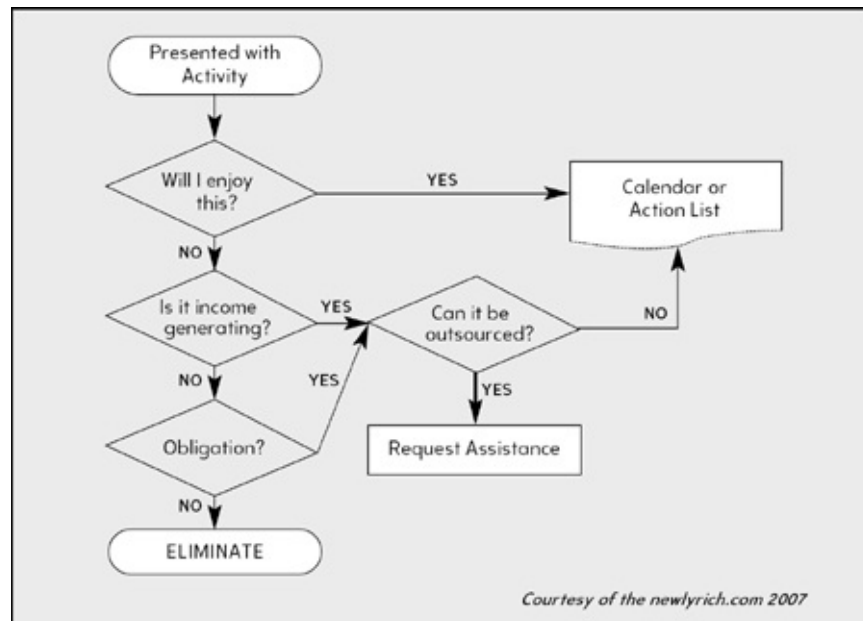 Presented with
Activity
Will I enjoy
this?
YES
Calendar or
Action List
NO
Is it income
generating?
YES
Can it be
outsourced?
NO
NO
YES
YES
Obligation?
Request Assistance
NO
ELIMINATE
Courtesy of the newlyrich.com 2007